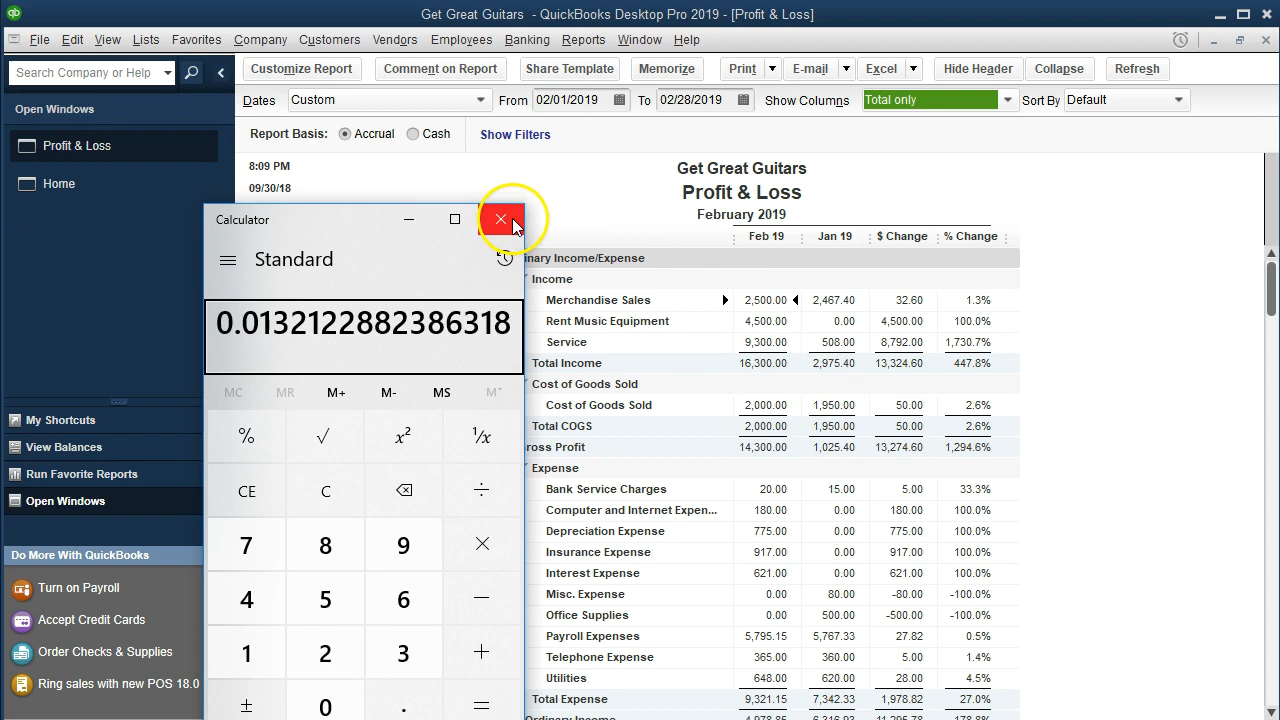 Get Great Guitars - QuickBooks Desktop Pro 2019 - [Profit & Loss]
File Edit View Lists Favorites Company Customers Vendors Employees Banking Reports Window Help
Search Company or Help
Customize Report Comment on Report Share Template Memorize Print E-mail Excel Hide Header Collapse Refresh
Open Windows
Dates Custom From 02/01/2019 To 02/28/2019 Show Columns Total only Sort By Default
Report Basis: Accrual Cash Show Filters
Profit & Loss
Home
8:09 PM
09/30/18
Get Great Guitars
Profit & Loss
February 2019
Feb 19 Jan 19 $ Change % Change
inary Income/Expense
Income
Merchandise Sales 2,500.00 2,467.40 32.60 1.3%
Rent Music Equipment 4,500.00 0.00 4,500.00 100.0%
Service 9,300.00 508.00 8,792.00 1,730.7%
Total Income 16,300.00 2,975.40 13,324.60 447.8%
Cost of Goods Sold
Cost of Goods Sold 2,000.00 1,950.00 50.00 2.6%
Total COGS 2,000.00 1,950.00 50.00 2.6%
ross Profit 14,300.00 1,025.40 13,274.60 1,294.6%
Expense
Bank Service Charges 20.00 15.00 5.00 33.3%
Computer and Internet Expen... 180.00 0.00 180.00 100.0%
Depreciation Expense 775.00 0.00 775.00 100.0%
Insurance Expense 917.00 0.00 917.00 100.0%
Interest Expense 621.00 0.00 621.00 100.0%
Misc. Expense 0.00 80.00 -80.00 -100.0%
Office Supplies 0.00 500.00 -500.00 -100.0%
Payroll Expenses 5,795.15 5,767.33 27.82 0.5%
Telephone Expense 365.00 360.00 5.00 1.4%
Utilities 648.00 620.00 28.00 4.5%
Total Expense 9,321.15 7,342.33 1,978.82 27.0%
Ordinary Income 4,978.85 -6,316.93 11,295.78 178.8%
Calculator
Standard
0.0132122882386318
MC MR M+ M- MS M˅
% √ x² ¹/x
CE C ⌫ ÷
7 8 9 ×
4 5 6 −
1 2 3 +
± 0 . =
My Shortcuts
View Balances
Run Favorite Reports
Open Windows
Do More With QuickBooks
Turn on Payroll
Accept Credit Cards
Order Checks & Supplies
Ring sales with new POS 18.0